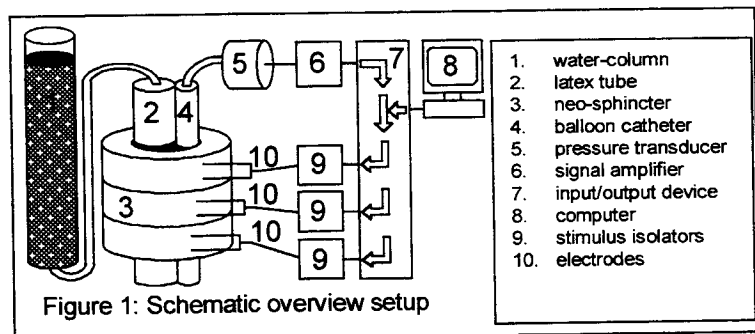 5
6
7
8
2
4
10
9
3
10
9
10
9
Figure 1: Schematic overview setup
1. water-column
2. latex tube
3. neo-sphincter
4. balloon catheter
5. pressure transducer
6. signal amplifier
7. input/output device
8. computer
9. stimulus isolators
10. electrodes